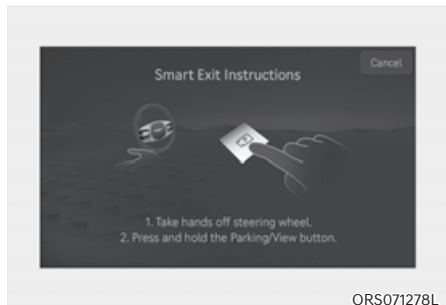 Cancel
Smart Exit Instructions
1. Take hands off steering wheel.
2. Press and hold the Parking/View button.
ORS071278L